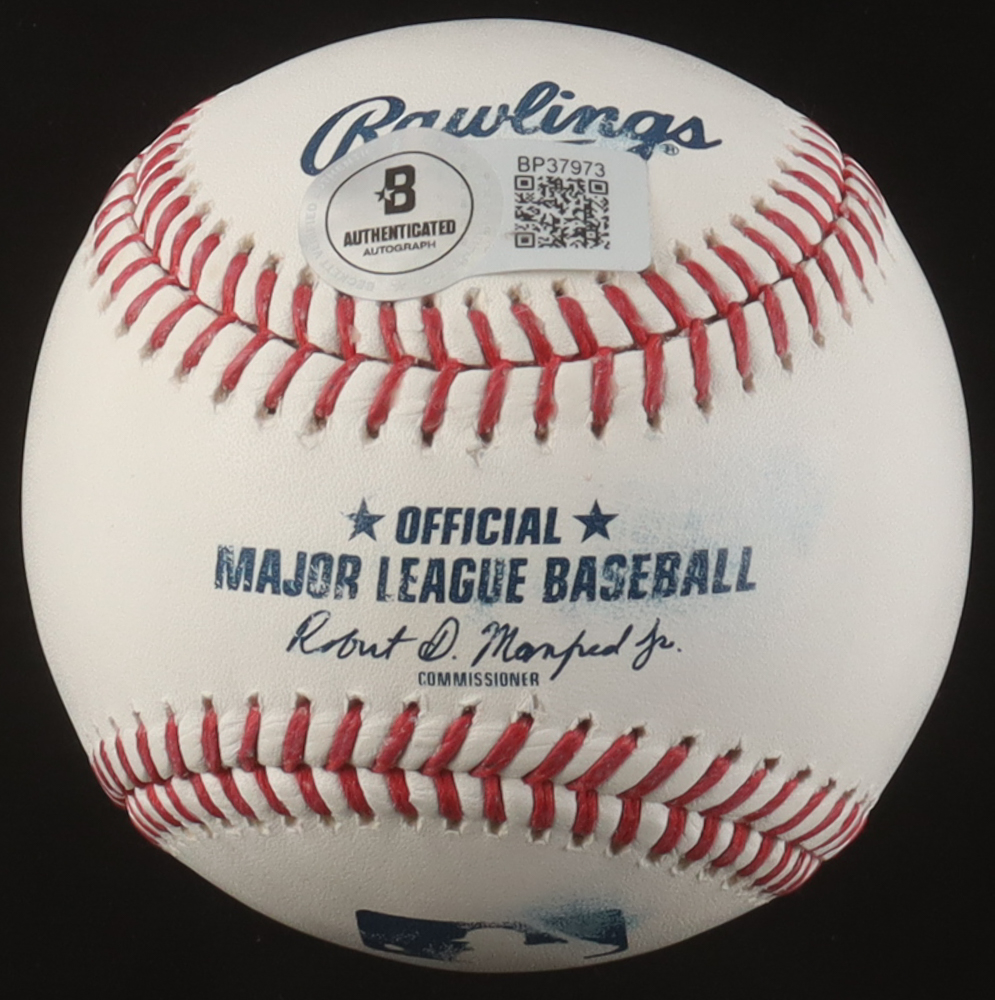 Rawlings®
BP37973
B
AUTHENTICATED
AUTOGRAPH
★ OFFICIAL ★
MAJOR LEAGUE BASEBALL
Robert D. Manfred Jr.
COMMISSIONER